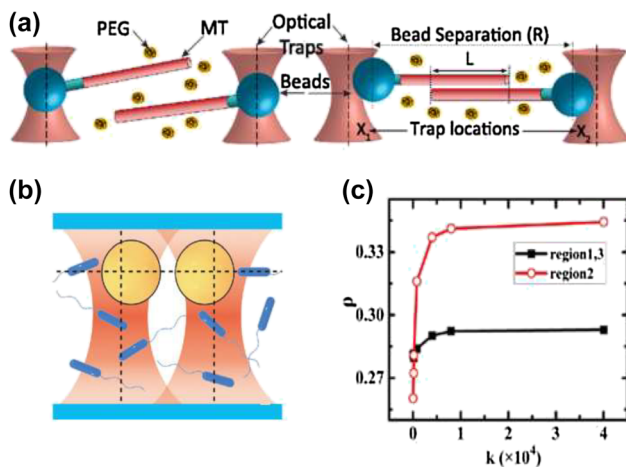 (a)
PEG
MT
Optical
Traps
Beads
Bead Separation (R)
L
X1
Trap locations
X2
(b)
(c)
0.33
0.30
0.27
ρ
region1,3
region2
0
1
2
3
4
k (×10⁴)